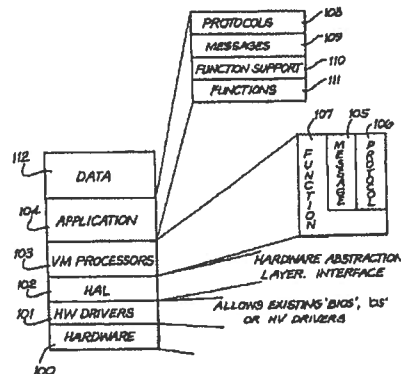 PROTOCOLS
108
MESSAGES
109
FUNCTION SUPPORT
110
FUNCTIONS
111
107
105
106
FUNCTION
MESSAGE
PROTOCOL
112
DATA
104
APPLICATION
103
VM PROCESSORS
102
HAL
101
HW DRIVERS
HARDWARE
100
HARDWARE ABSTRACTION
LAYER. INTERFACE
ALLOWS EXISTING 'BIOS', 'OS'
OR HV DRIVERS